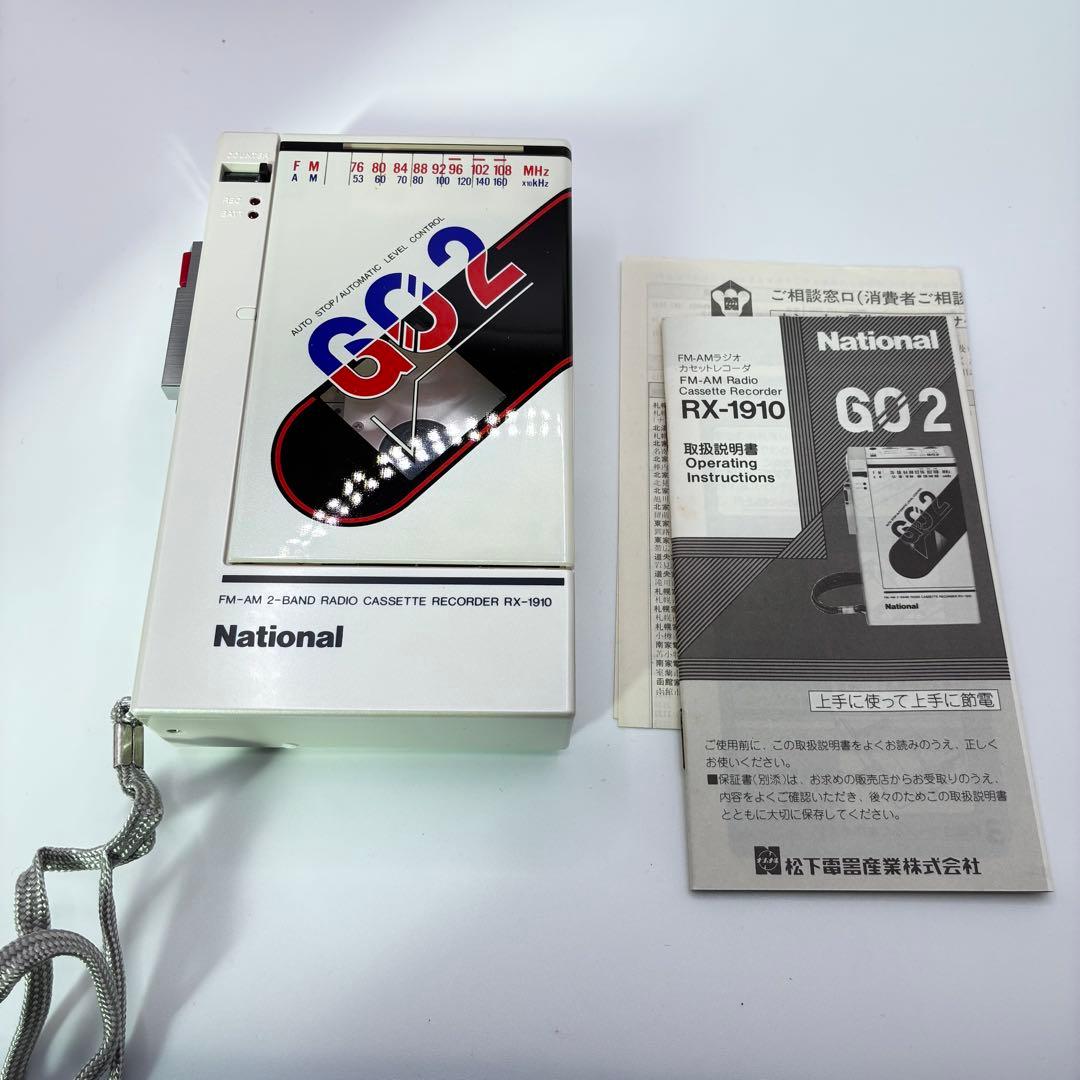 COUNTER
REC
BATT
FM 76 80 84 88 92 96 102 108 MHz
AM 53 60 70 80 100 120 140 160 x10kHz
AUTO STOP/AUTOMATIC LEVEL CONTROL
GO 2
FM-AM 2-BAND RADIO CASSETTE RECORDER RX-1910
National
ご相談窓口(消費者ご相談
National
FM-AMラジオ
カセットレコーダ
FM-AM Radio
Cassette Recorder
RX-1910
GO 2
取扱説明書
Operating
Instructions
GO 2
National
上手に使って上手に節電
ご使用前に、この取扱説明書をよくお読みのうえ、正しく
お使いください。
■保証書(別添)は、お求めの販売店からお受取りのうえ、
内容をよくご確認いただき、後々のためこの取扱説明書
とともに大切に保存してください。
松下電器産業株式会社